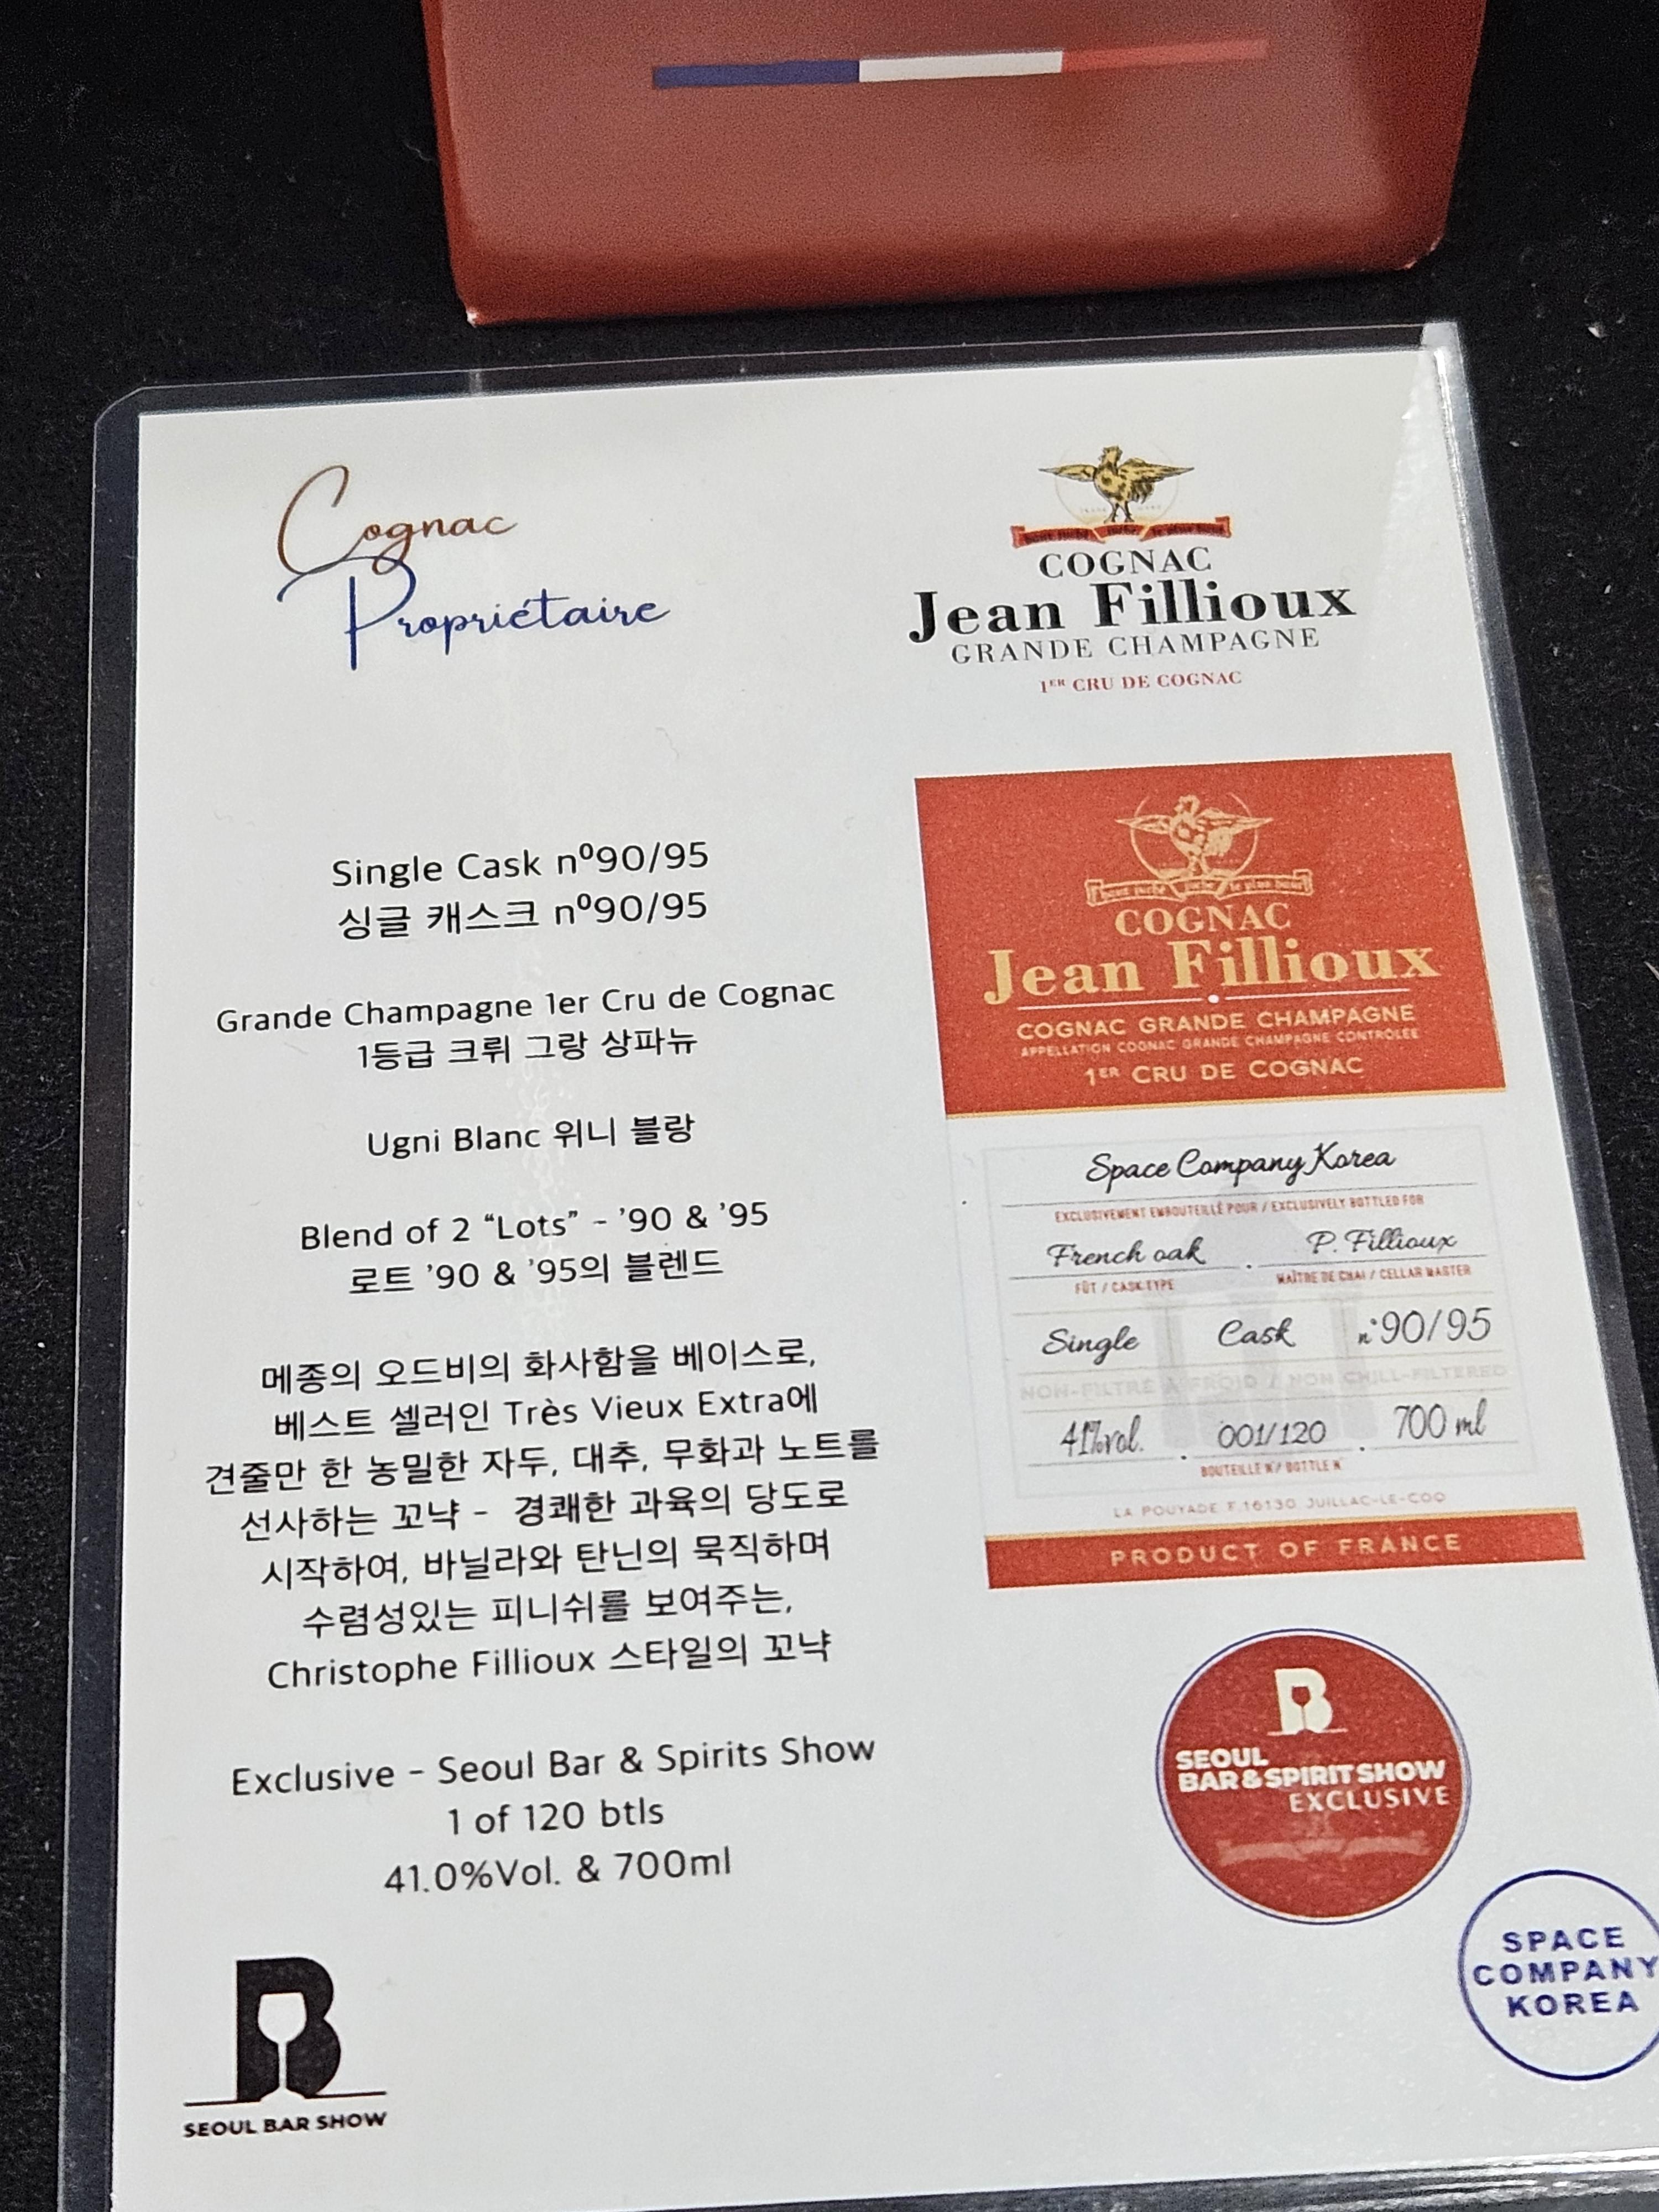 Cognac
Propriétaire
COGNAC
Jean Fillioux
GRANDE CHAMPAGNE
1ER CRU DE COGNAC
Single Cask nº90/95
싱글 캐스크 nº90/95
Grande Champagne 1er Cru de Cognac
1등급 크뤼 그랑 상파뉴
Ugni Blanc 위니 블랑
Blend of 2 “Lots” - ’90 & ’95
로트 ’90 & ’95의 블렌드
메종의 오드비의 화사함을 베이스로,
베스트 셀러인 Très Vieux Extra에
견줄만 한 농밀한 자두, 대추, 무화과 노트를
선사하는 꼬냑 - 경쾌한 과육의 당도로
시작하여, 바닐라와 탄닌의 묵직하며
수렴성있는 피니쉬를 보여주는,
Christophe Fillioux 스타일의 꼬냑
Exclusive - Seoul Bar & Spirits Show
1 of 120 btls
41.0%Vol. & 700ml
SEOUL BAR SHOW
COGNAC
Jean Fillioux
COGNAC GRANDE CHAMPAGNE
APPELLATION COGNAC GRANDE CHAMPAGNE CONTRÔLÉE
1ER CRU DE COGNAC
Space Company Korea
EXCLUSIVEMENT EMBOUTEILLÉ POUR / EXCLUSIVELY BOTTLED FOR
French oak P. Fillioux
FÛT / CASK TYPE MAÎTRE DE CHAI / CELLAR MASTER
Single Cask n°90/95
NON-FILTRÉ À FROID / NON CHILL-FILTERED
41%vol. 001/120 700 ml
BOUTEILLE N°/ BOTTLE N°
LA POUYADE F.16130 JUILLAC-LE-COQ
PRODUCT OF FRANCE
B
SEOUL
BAR & SPIRIT SHOW
EXCLUSIVE
SPACE
COMPANY
KOREA